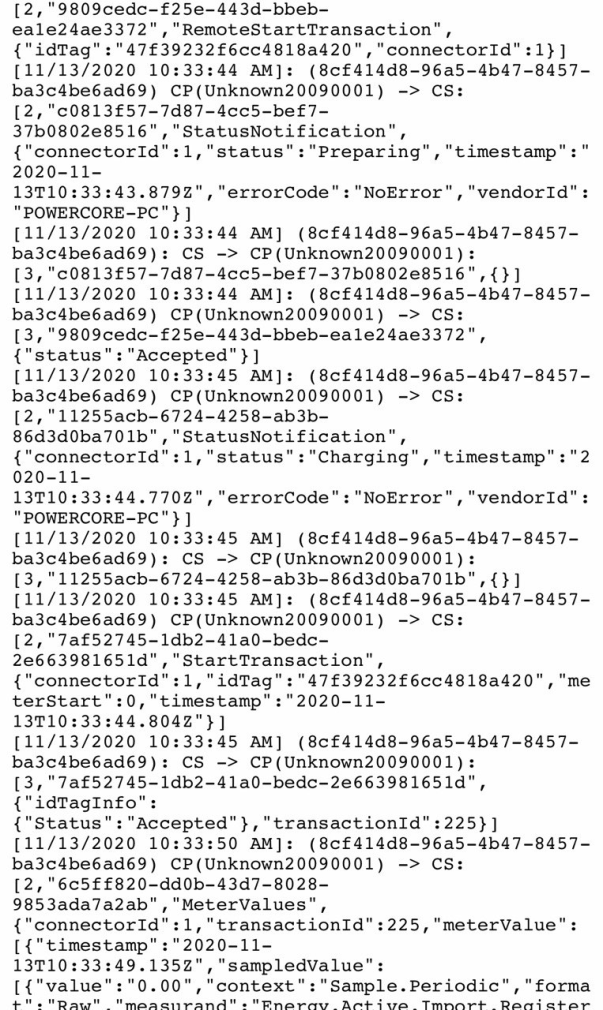 [2,"9809cedc-f25e-443d-bbeb-
ea1e24ae3372","RemoteStartTransaction",
{"idTag":"47f39232f6cc4818a420","connectorId":1}]
[11/13/2020 10:33:44 AM]: (8cf414d8-96a5-4b47-8457-
ba3c4be6ad69) CP(Unknown20090001) -> CS:
[2,"c0813f57-7d87-4cc5-bef7-
37b0802e8516","StatusNotification",
{"connectorId":1,"status":"Preparing","timestamp":"
2020-11-
13T10:33:43.879Z","errorCode":"NoError","vendorId":
"POWERCORE-PC"}]
[11/13/2020 10:33:44 AM] (8cf414d8-96a5-4b47-8457-
ba3c4be6ad69): CS -> CP(Unknown20090001):
[3,"c0813f57-7d87-4cc5-bef7-37b0802e8516",{}]
[11/13/2020 10:33:44 AM]: (8cf414d8-96a5-4b47-8457-
ba3c4be6ad69) CP(Unknown20090001) -> CS:
[3,"9809cedc-f25e-443d-bbeb-ea1e24ae3372",
{"status":"Accepted"}]
[11/13/2020 10:33:45 AM]: (8cf414d8-96a5-4b47-8457-
ba3c4be6ad69) CP(Unknown20090001) -> CS:
[2,"11255acb-6724-4258-ab3b-
86d3d0ba701b","StatusNotification",
{"connectorId":1,"status":"Charging","timestamp":"2
020-11-
13T10:33:44.770Z","errorCode":"NoError","vendorId":
"POWERCORE-PC"}]
[11/13/2020 10:33:45 AM] (8cf414d8-96a5-4b47-8457-
ba3c4be6ad69): CS -> CP(Unknown20090001):
[3,"11255acb-6724-4258-ab3b-86d3d0ba701b",{}]
[11/13/2020 10:33:45 AM]: (8cf414d8-96a5-4b47-8457-
ba3c4be6ad69) CP(Unknown20090001) -> CS:
[2,"7af52745-1db2-41a0-bedc-
2e663981651d","StartTransaction",
{"connectorId":1,"idTag":"47f39232f6cc4818a420","me
terStart":0,"timestamp":"2020-11-
13T10:33:44.804Z"}]
[11/13/2020 10:33:45 AM] (8cf414d8-96a5-4b47-8457-
ba3c4be6ad69): CS -> CP(Unknown20090001):
[3,"7af52745-1db2-41a0-bedc-2e663981651d",
{"idTagInfo":
{"Status":"Accepted"},"transactionId":225}]
[11/13/2020 10:33:50 AM]: (8cf414d8-96a5-4b47-8457-
ba3c4be6ad69) CP(Unknown20090001) -> CS:
[2,"6c5ff820-dd0b-43d7-8028-
9853ada7a2ab","MeterValues",
{"connectorId":1,"transactionId":225,"meterValue":
[{"timestamp":"2020-11-
13T10:33:49.135Z","sampledValue":
[{"value":"0.00","context":"Sample.Periodic","forma
t":"Raw","measurand":"Energy.Active.Import.Register